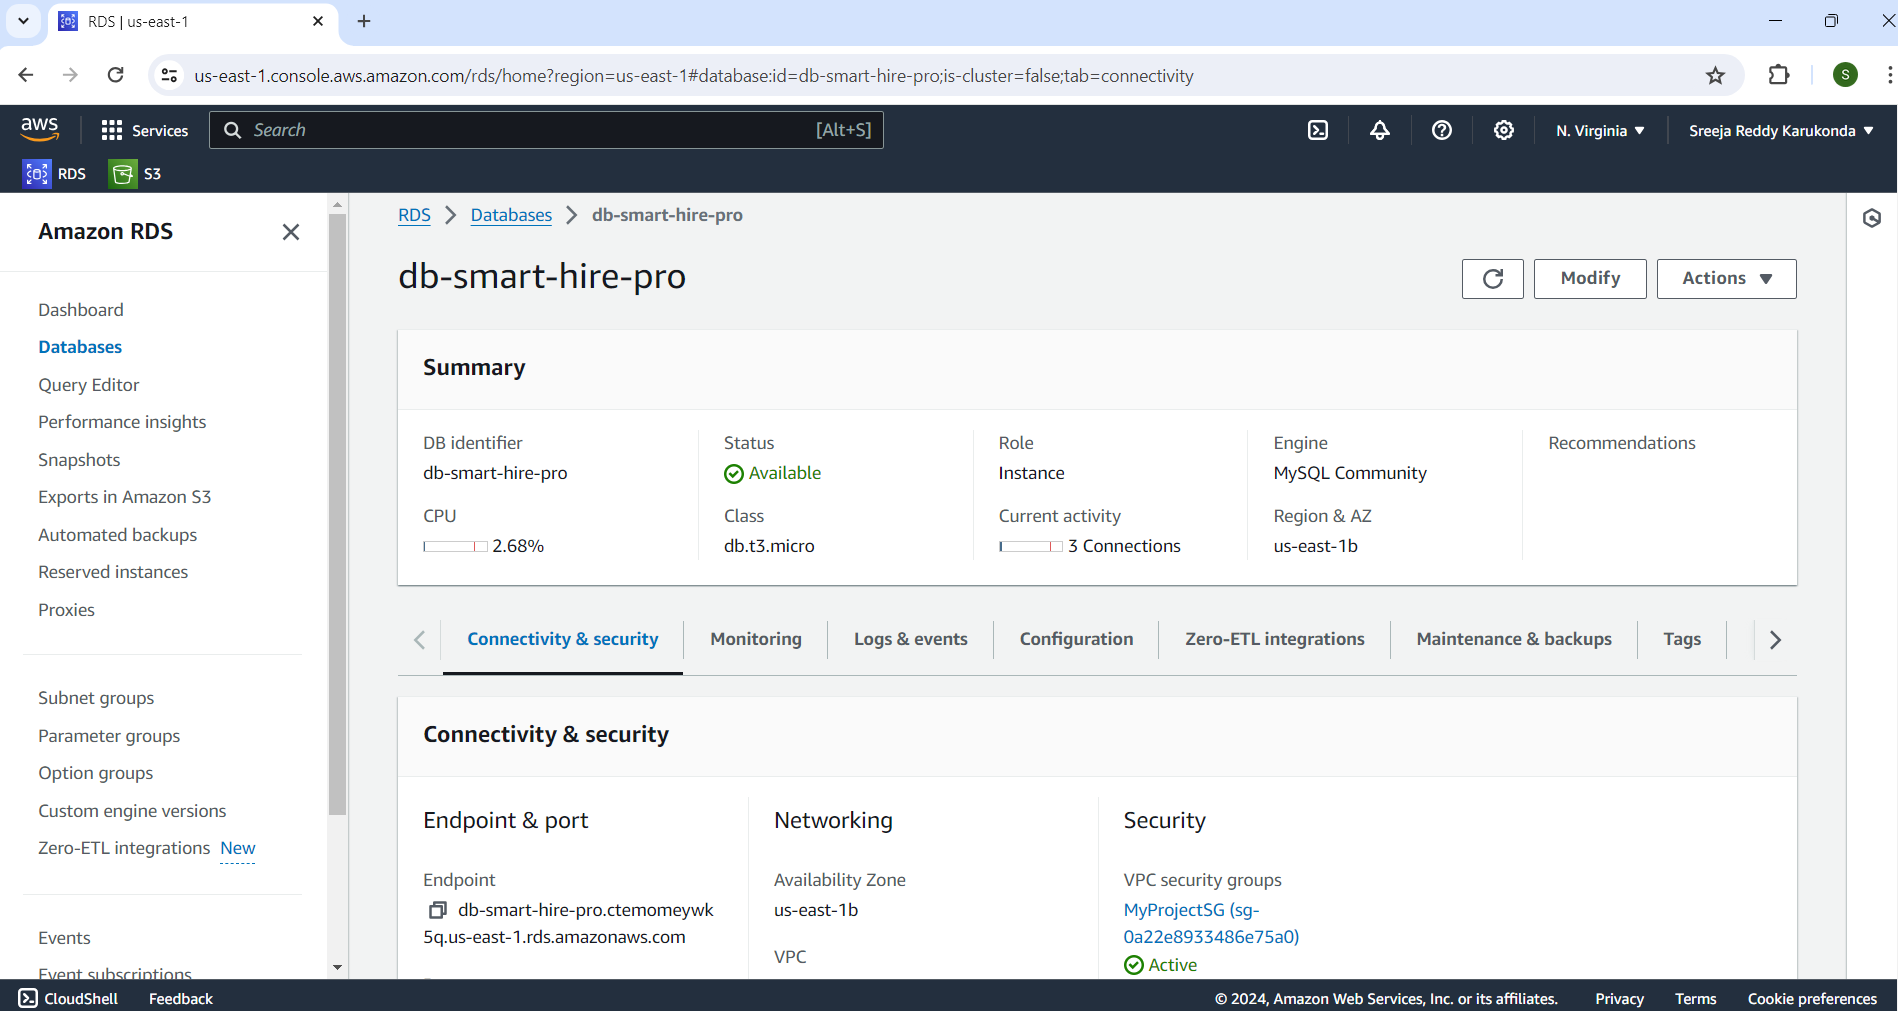 RDS | us-east-1
us-east-1.console.aws.amazon.com/rds/home?region=us-east-1#database:id=db-smart-hire-pro;is-cluster=false;tab=connectivity
S
aws
Services
Search
[Alt+S]
N. Virginia
Sreeja Reddy Karukonda
RDS
S3
Amazon RDS
Dashboard
Databases
Query Editor
Performance insights
Snapshots
Exports in Amazon S3
Automated backups
Reserved instances
Proxies
Subnet groups
Parameter groups
Option groups
Custom engine versions
Zero-ETL integrations New
Events
Event subscriptions
RDS > Databases > db-smart-hire-pro
db-smart-hire-pro
Modify
Actions
Summary
DB identifier
db-smart-hire-pro
Status
Available
Role
Instance
Engine
MySQL Community
Recommendations
CPU
2.68%
Class
db.t3.micro
Current activity
3 Connections
Region & AZ
us-east-1b
Connectivity & security
Monitoring
Logs & events
Configuration
Zero-ETL integrations
Maintenance & backups
Tags
Connectivity & security
Endpoint & port
Endpoint
db-smart-hire-pro.ctemomeywk
5q.us-east-1.rds.amazonaws.com
Networking
Availability Zone
us-east-1b
VPC
Security
VPC security groups
MyProjectSG (sg-
0a22e8933486e75a0)
Active
CloudShell
Feedback
© 2024, Amazon Web Services, Inc. or its affiliates.
Privacy
Terms
Cookie preferences